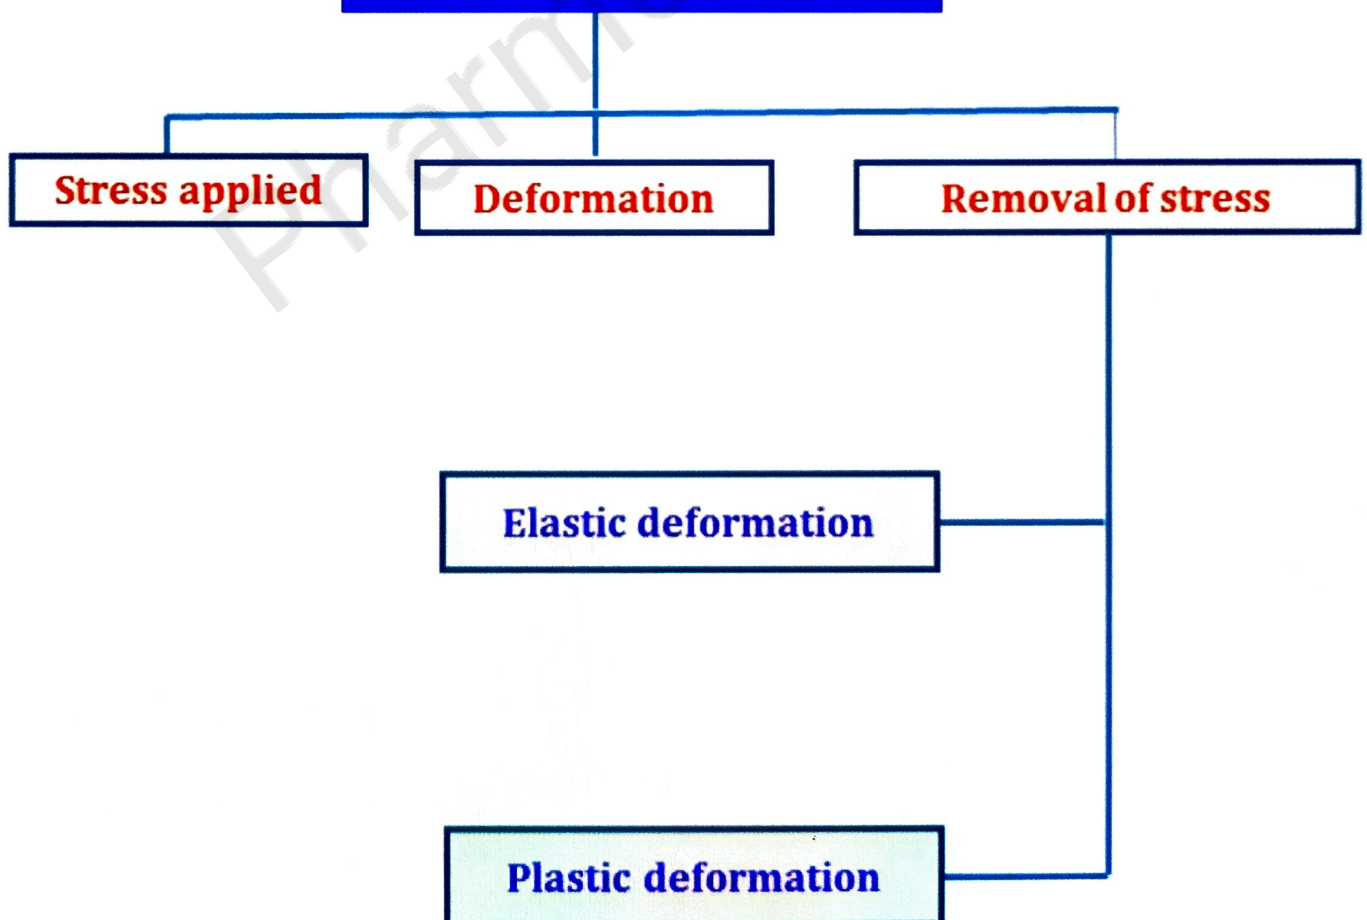 Stress applied
Deformation
Removal of stress
Elastic deformation
Plastic deformation